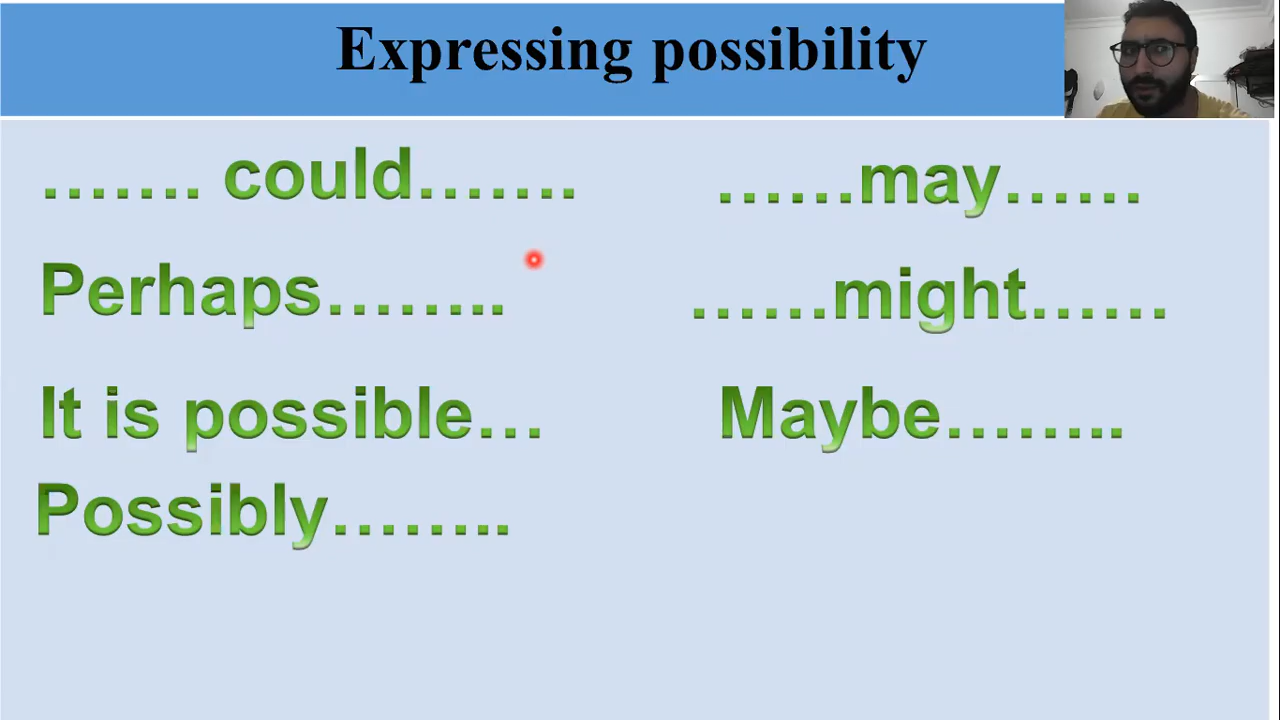 Expressing possibility
……. could…….
……may……
Perhaps……..
……might……
It is possible…
Maybe……..
Possibly……..